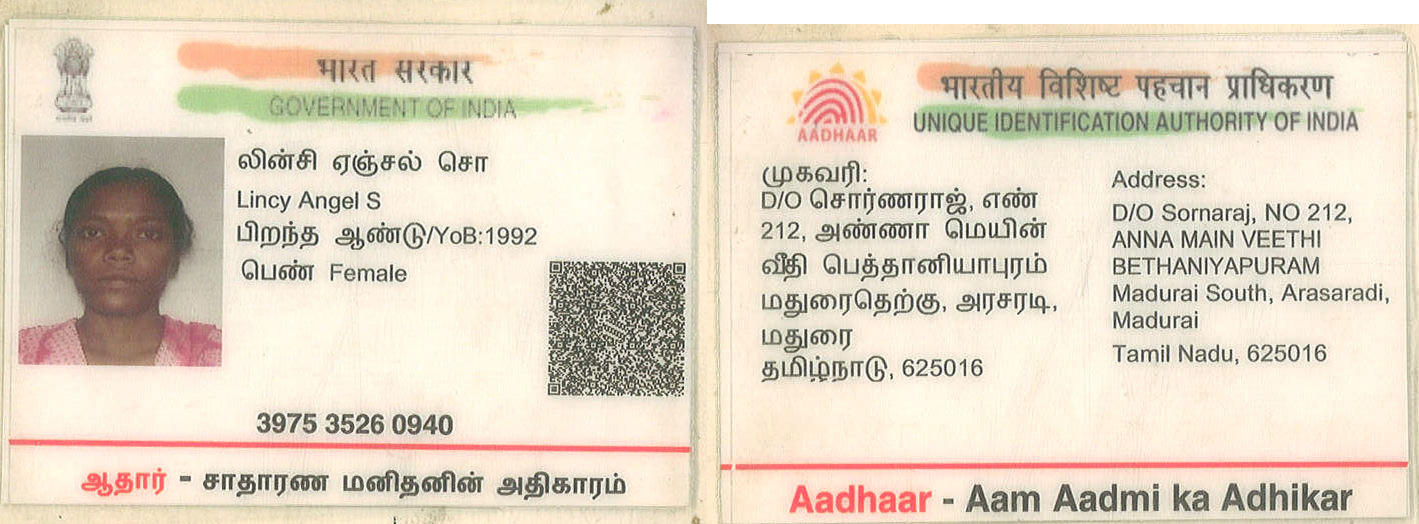 भारत सरकार
GOVERNMENT OF INDIA
லின்சி ஏஞ்சல் சொ
Lincy Angel S
பிறந்த ஆண்டு/YoB:1992
பெண் Female
3975 3526 0940
ஆதார் - சாதாரண மனிதனின் அதிகாரம்
भारतीय विशिष्ट पहचान प्राधिकरण
AADHAAR
UNIQUE IDENTIFICATION AUTHORITY OF INDIA
முகவரி:
D/O சொர்ணராஜ், எண்
212, அண்ணா மெயின்
வீதி பெத்தானியாபுரம்
மதுரைதெற்கு, அரசரடி,
மதுரை
தமிழ்நாடு, 625016
Address:
D/O Sornaraj, NO 212,
ANNA MAIN VEETHI
BETHANIYAPURAM
Madurai South, Arasaradi,
Madurai
Tamil Nadu, 625016
Aadhaar - Aam Aadmi ka Adhikar